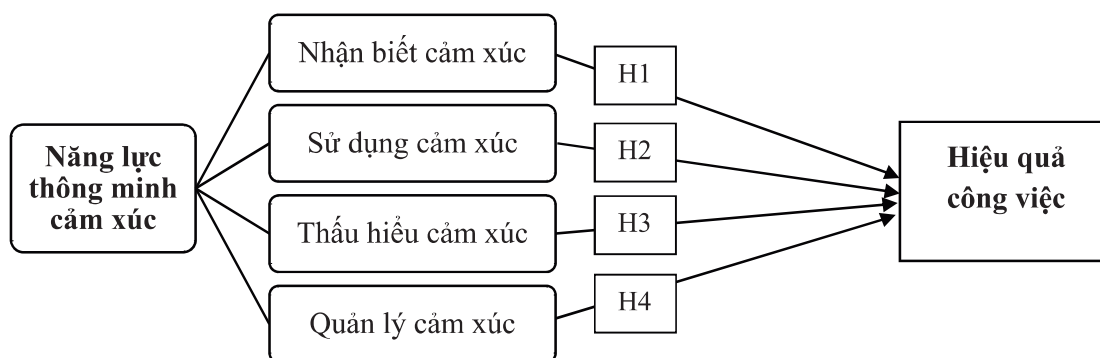 Nhận biết cảm xúc
H1
Sử dụng cảm xúc
H2
Năng lực
thông minh
cảm xúc
Hiệu quả
công việc
Thấu hiểu cảm xúc
H3
Quản lý cảm xúc
H4